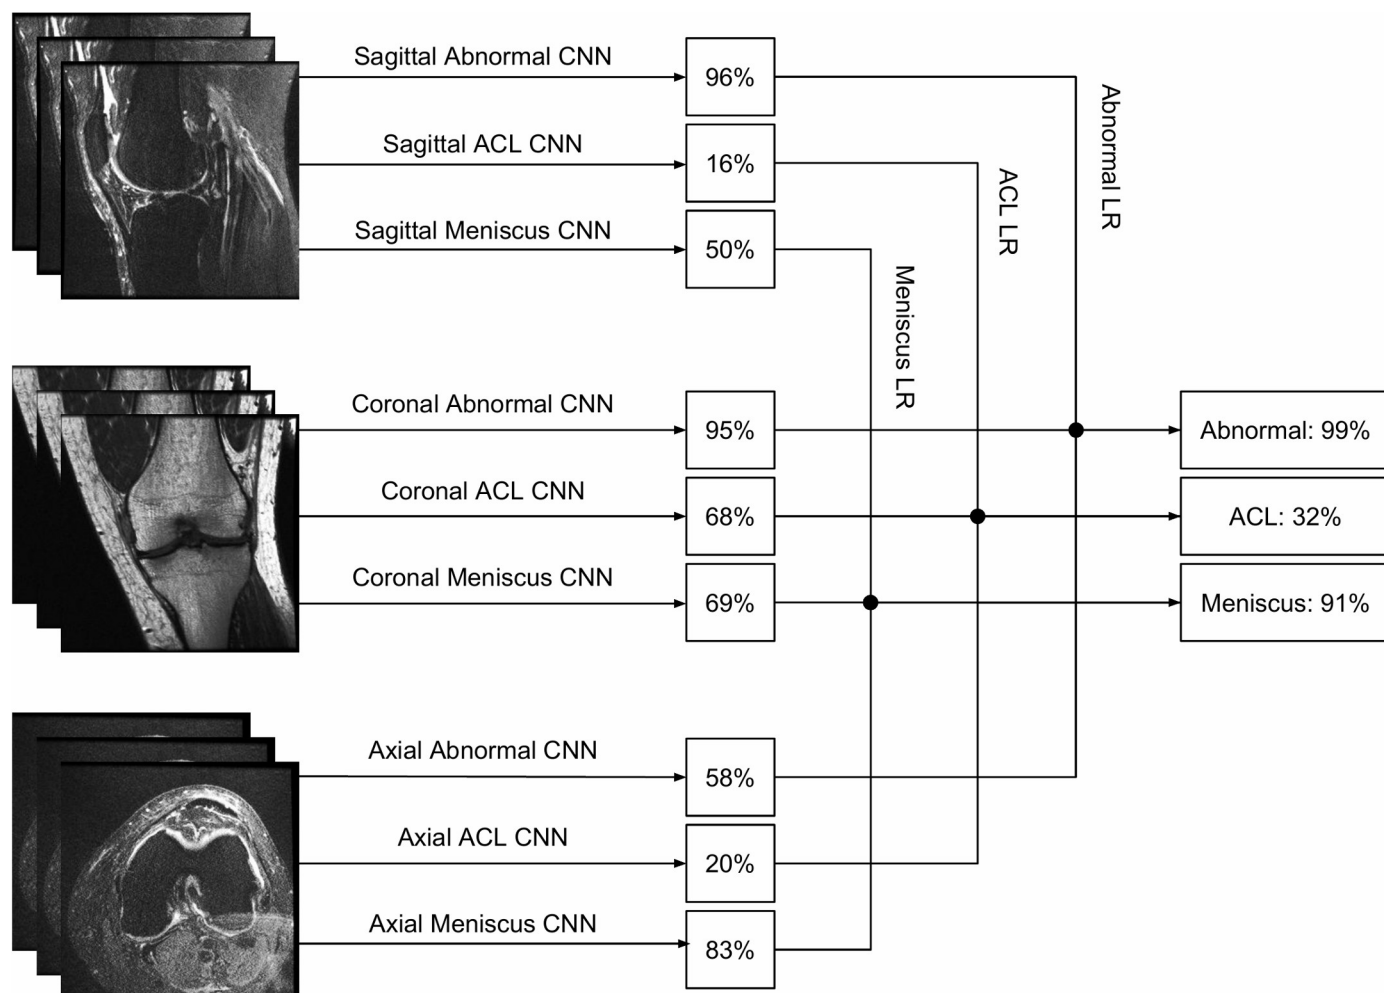 Sagittal Abnormal CNN
96%
Sagittal ACL CNN
16%
Sagittal Meniscus CNN
50%
Abnormal LR
ACL LR
Meniscus LR
Coronal Abnormal CNN
95%
Abnormal: 99%
Coronal ACL CNN
68%
ACL: 32%
Coronal Meniscus CNN
69%
Meniscus: 91%
Axial Abnormal CNN
58%
Axial ACL CNN
20%
Axial Meniscus CNN
83%